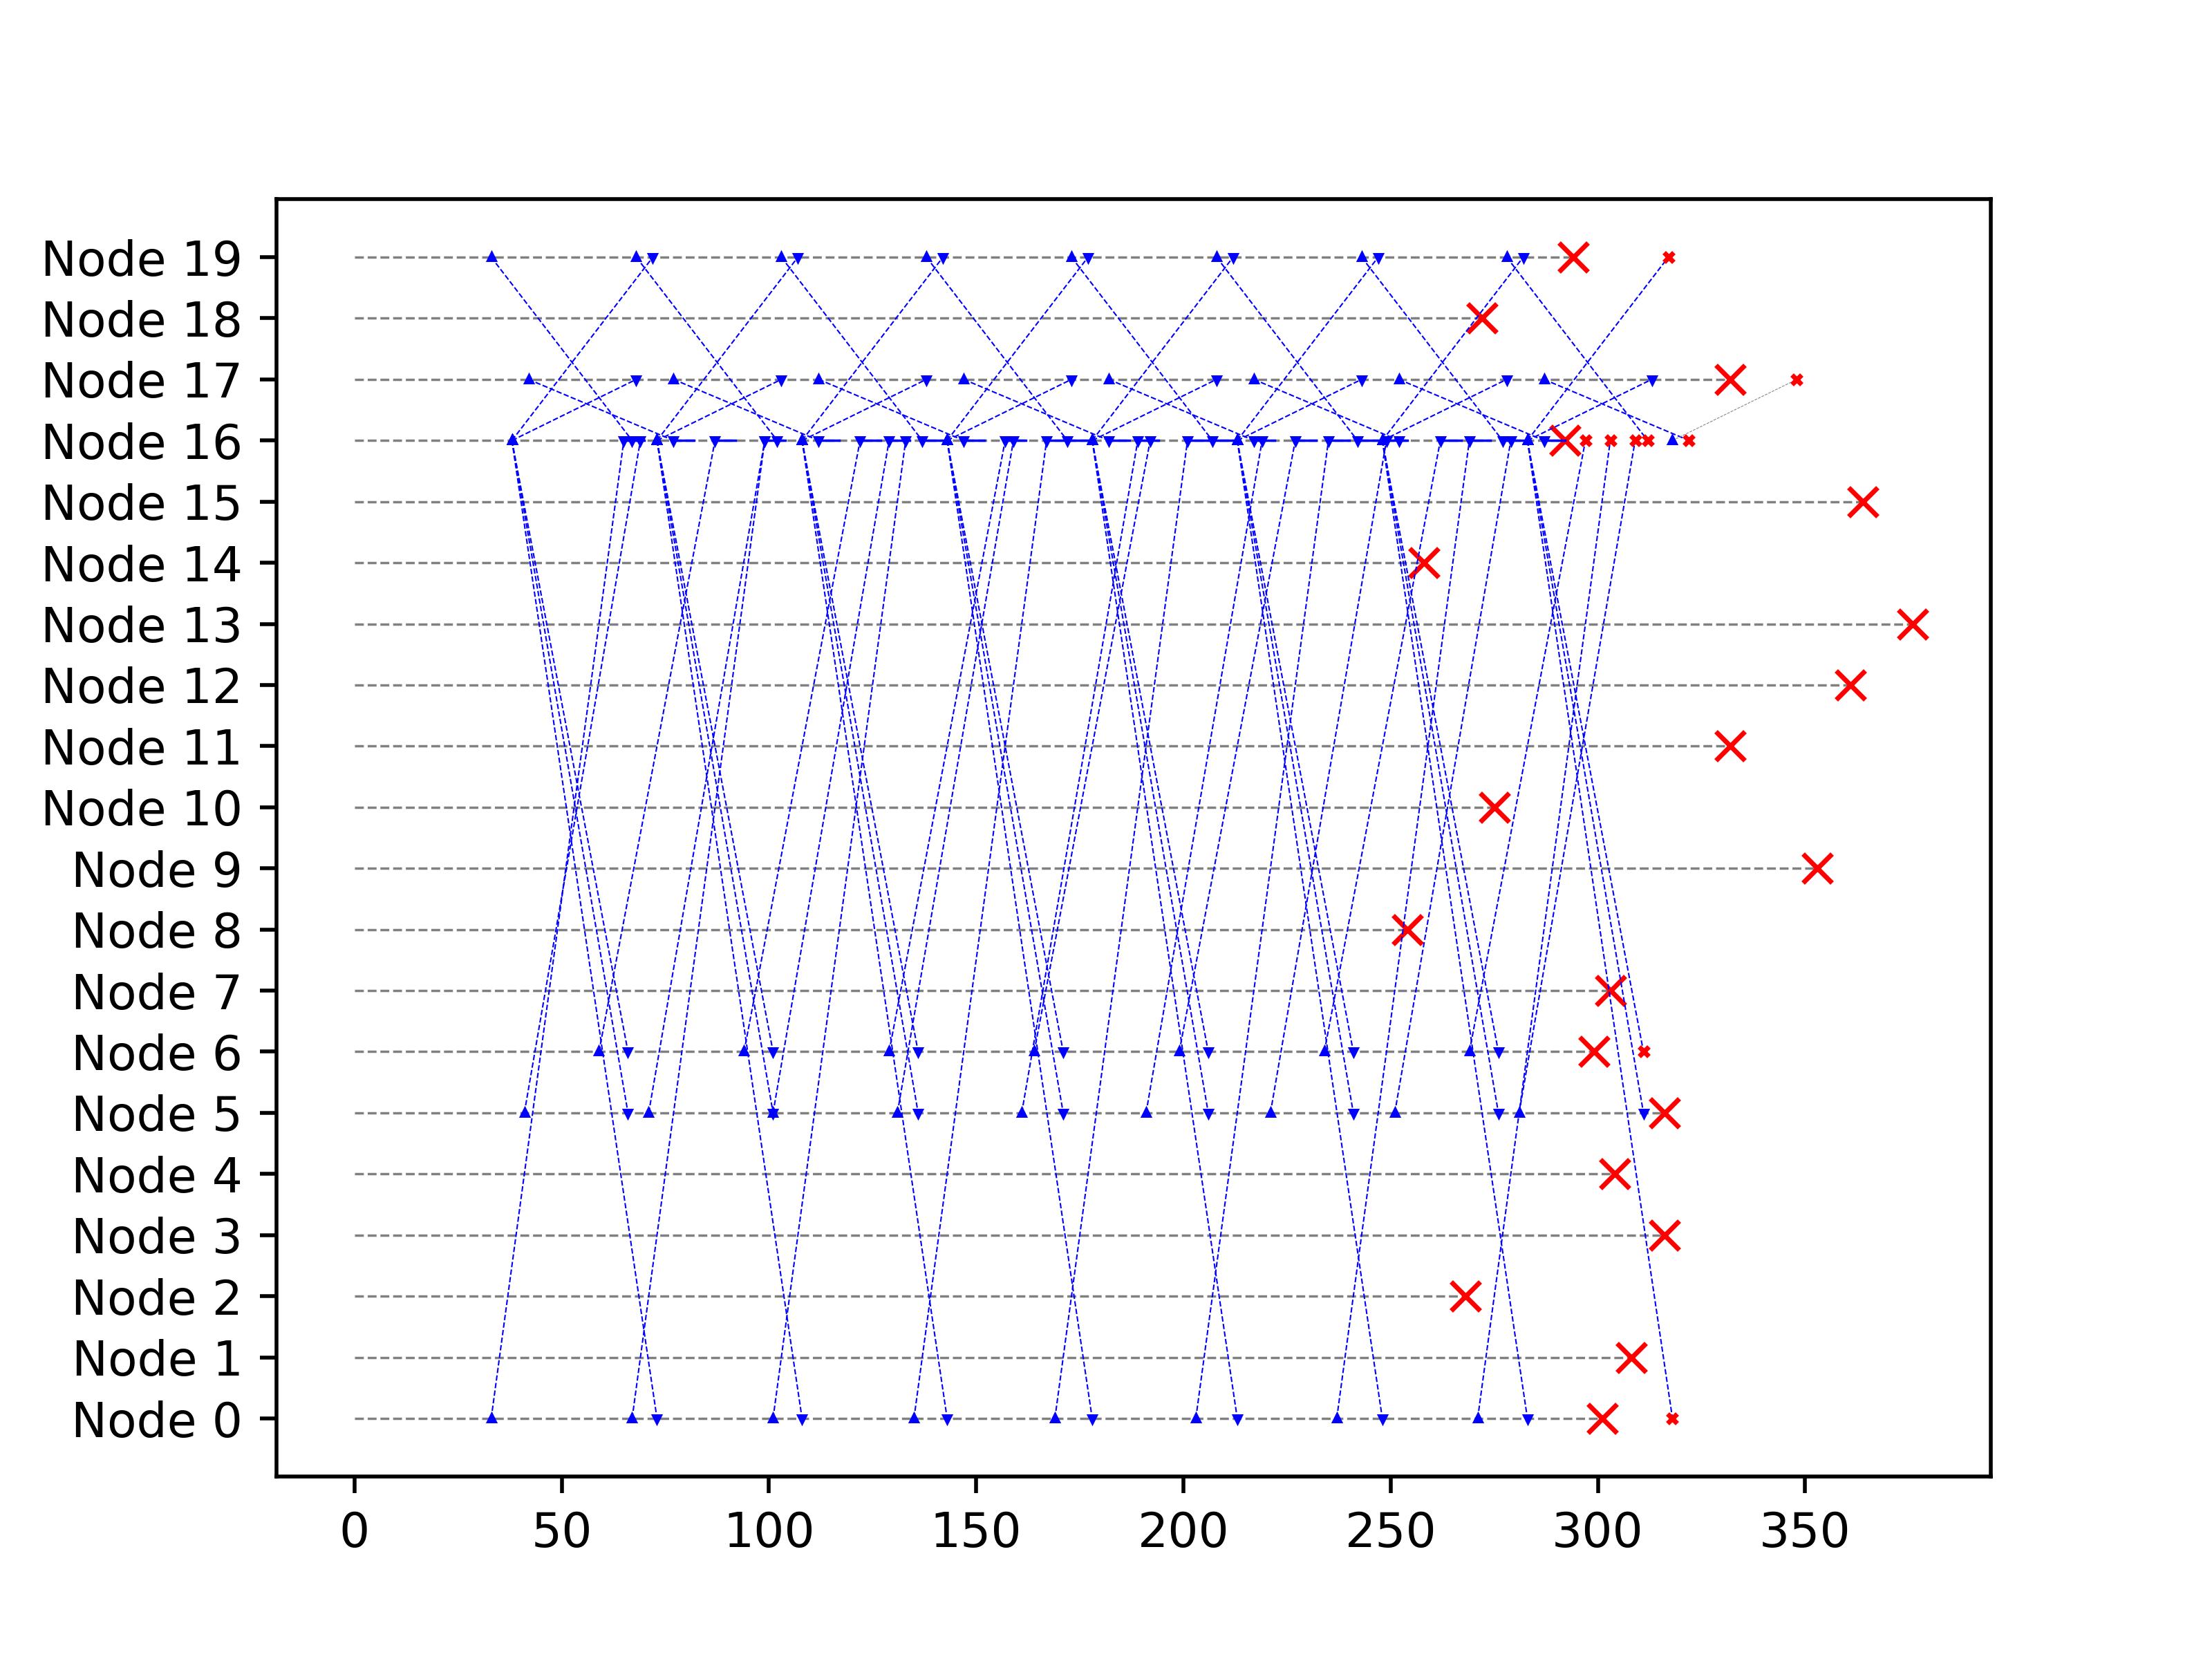 Node 19
Node 18
Node 17
Node 16
Node 15
Node 14
Node 13
Node 12
Node 11
Node 10
Node 9
Node 8
Node 7
Node 6
Node 5
Node 4
Node 3
Node 2
Node 1
Node 0
0 50 100 150 200 250 300 350